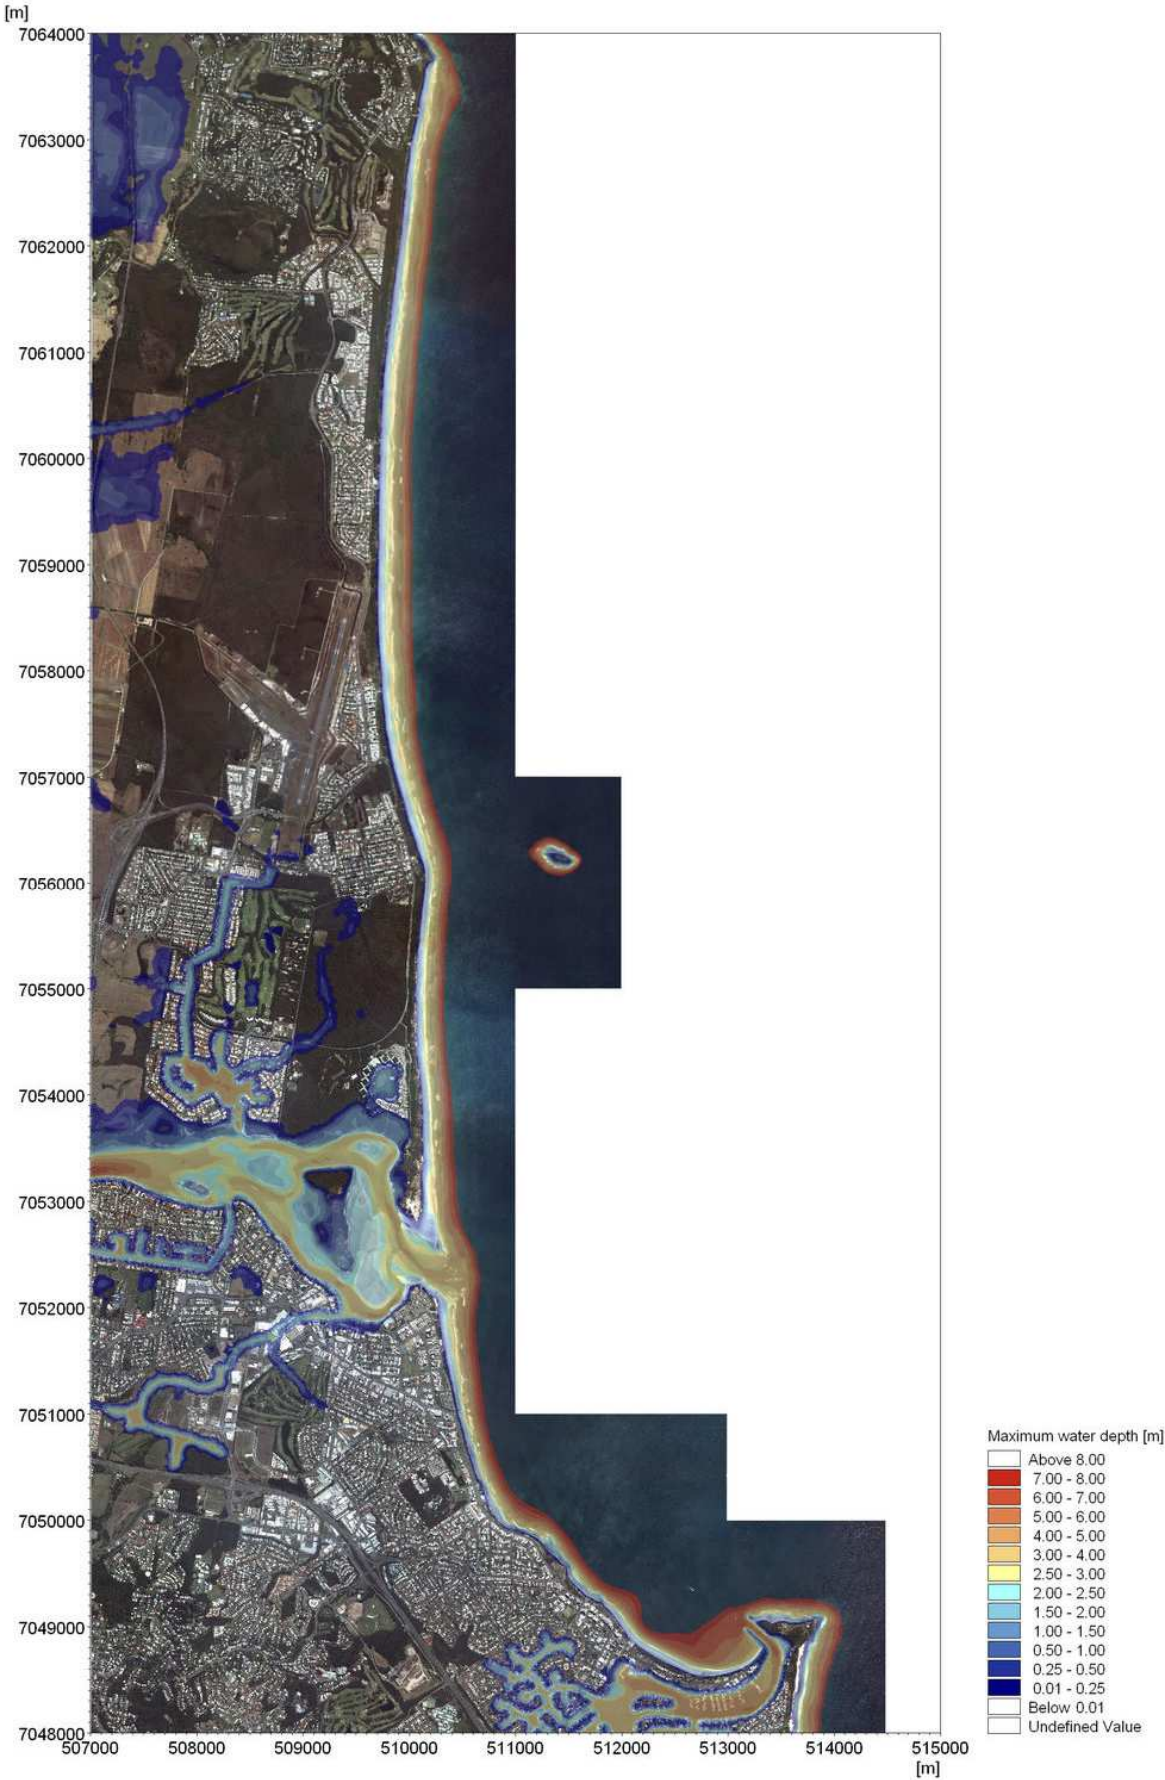 [m]
7064000
7063000
7062000
7061000
7060000
7059000
7058000
7057000
7056000
7055000
7054000
7053000
7052000
7051000
7050000
7049000
7048000
507000 508000 509000 510000 511000 512000 513000 514000 515000
[m]
Maximum water depth [m]
Above 8.00
7.00 - 8.00
6.00 - 7.00
5.00 - 6.00
4.00 - 5.00
3.00 - 4.00
2.50 - 3.00
2.00 - 2.50
1.50 - 2.00
1.00 - 1.50
0.50 - 1.00
0.25 - 0.50
0.01 - 0.25
Below 0.01
Undefined Value